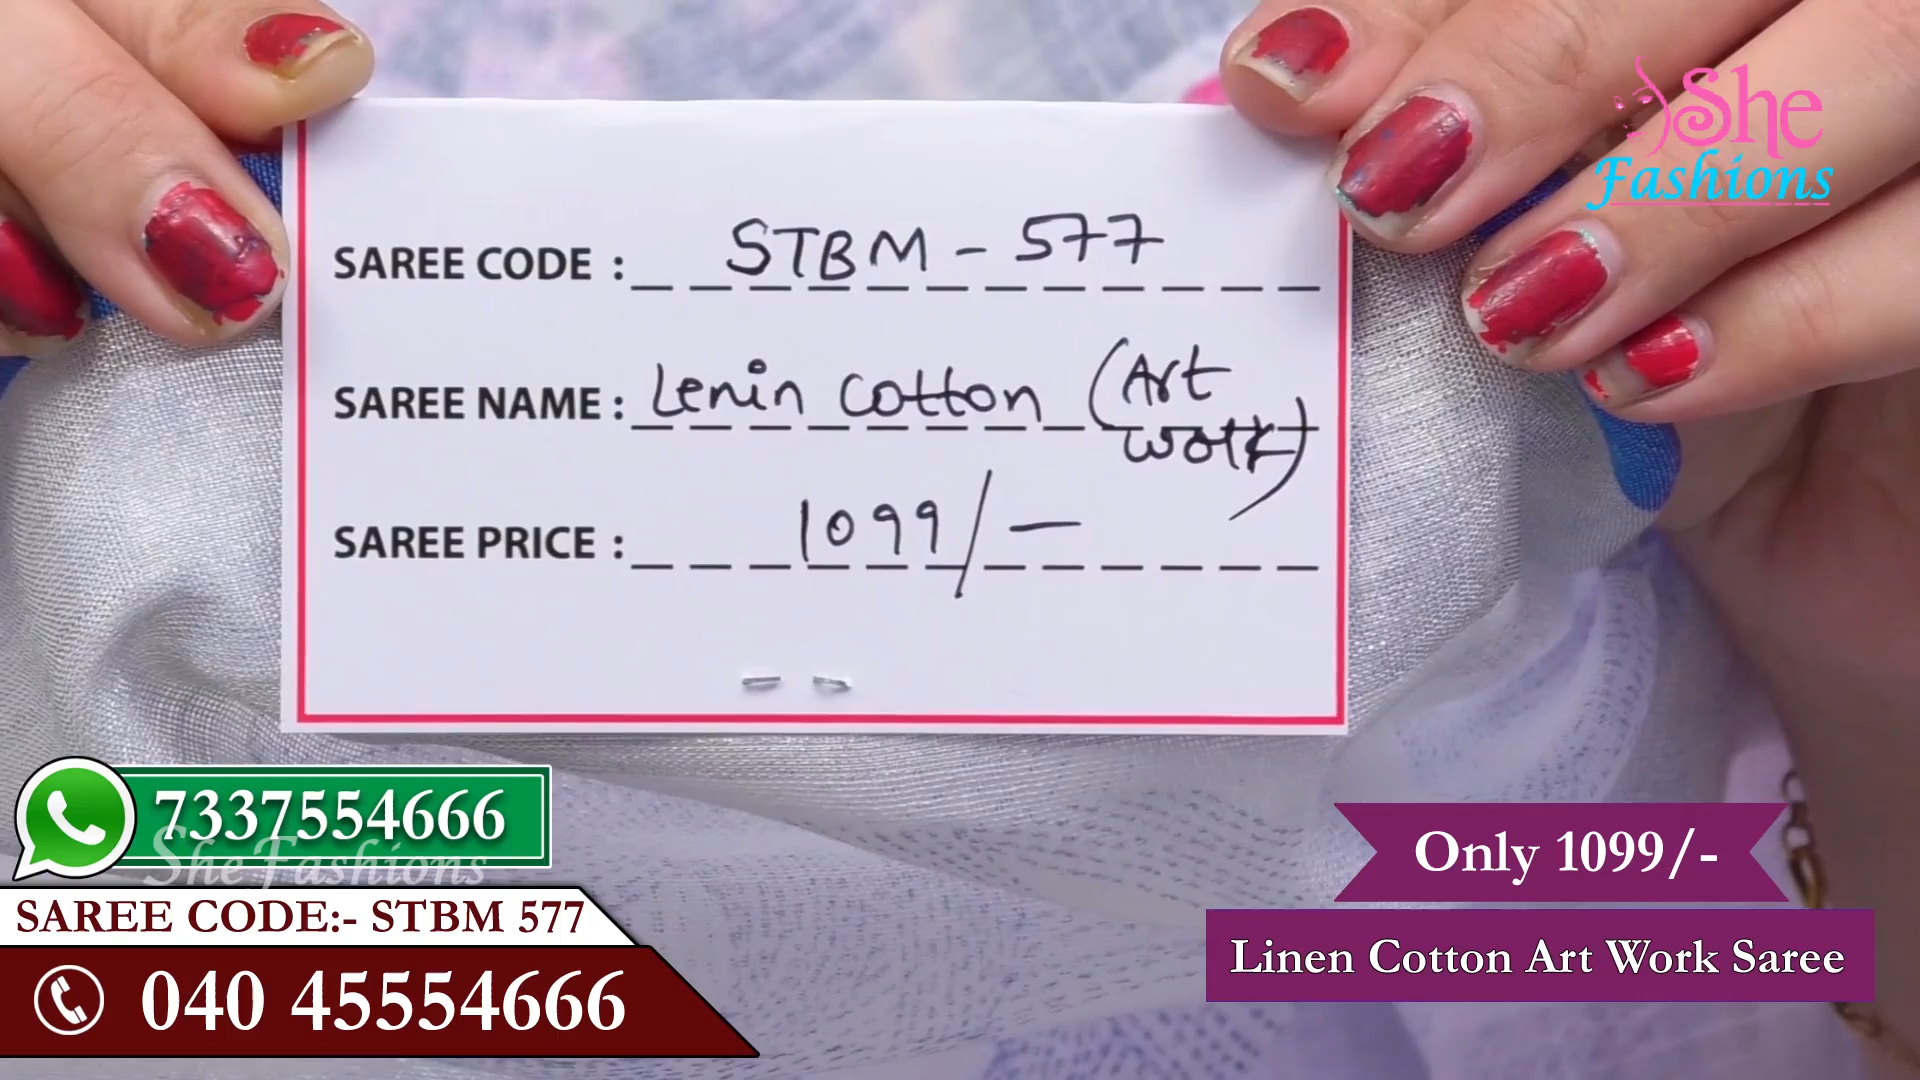 She
Fashions
SAREE CODE : STBM - 577
SAREE NAME : Lenin Cotton (Art
work)
SAREE PRICE : 1099/-
7337554666
She Fashions
SAREE CODE:- STBM 577
040 45554666
Only 1099/-
Linen Cotton Art Work Saree